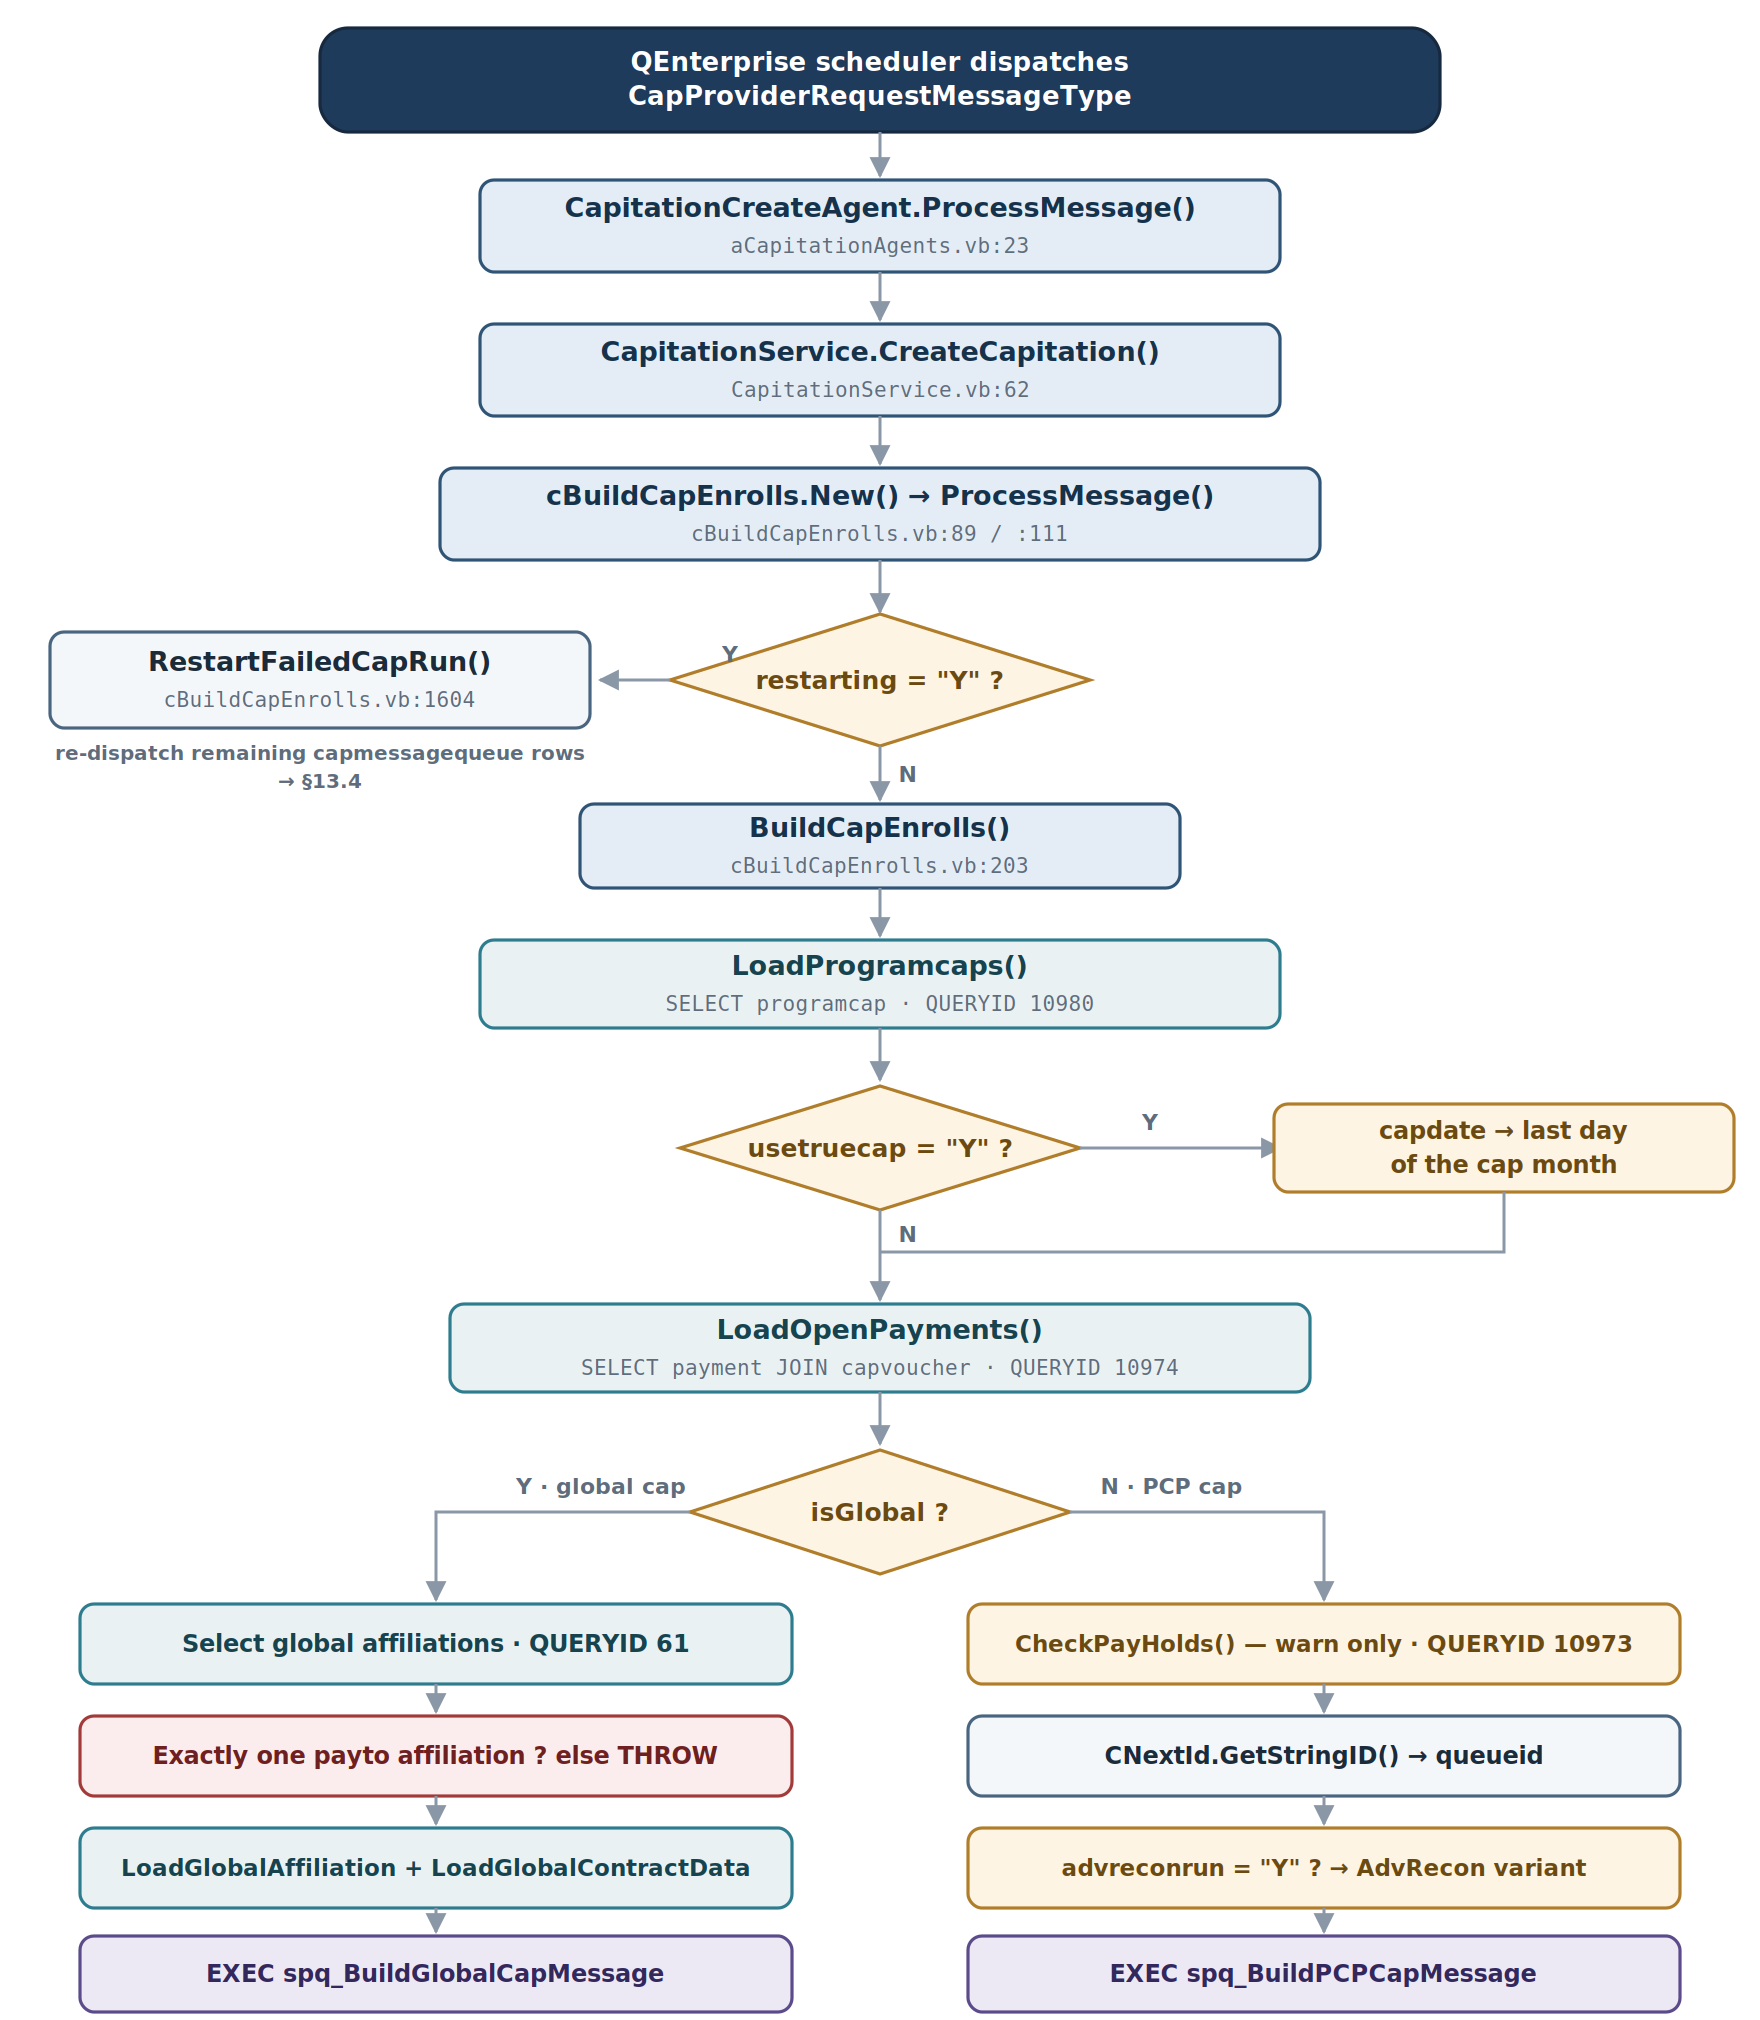 QEnterprise scheduler dispatches
CapProviderRequestMessageType
CapitationCreateAgent.ProcessMessage()
aCapitationAgents.vb:23
CapitationService.CreateCapitation()
CapitationService.vb:62
cBuildCapEnrolls.New() → ProcessMessage()
cBuildCapEnrolls.vb:89 / :111
Y
restarting = "Y" ?
RestartFailedCapRun()
cBuildCapEnrolls.vb:1604
re-dispatch remaining capmessagequeue rows
→ §13.4
N
BuildCapEnrolls()
cBuildCapEnrolls.vb:203
LoadProgramcaps()
SELECT programcap · QUERYID 10980
usetruecap = "Y" ?
Y
capdate → last day
of the cap month
N
LoadOpenPayments()
SELECT payment JOIN capvoucher · QUERYID 10974
isGlobal ?
Y · global cap
N · PCP cap
Select global affiliations · QUERYID 61
Exactly one payto affiliation ? else THROW
LoadGlobalAffiliation + LoadGlobalContractData
EXEC spq_BuildGlobalCapMessage
CheckPayHolds() — warn only · QUERYID 10973
CNextId.GetStringID() → queueid
advreconrun = "Y" ? → AdvRecon variant
EXEC spq_BuildPCPCapMessage